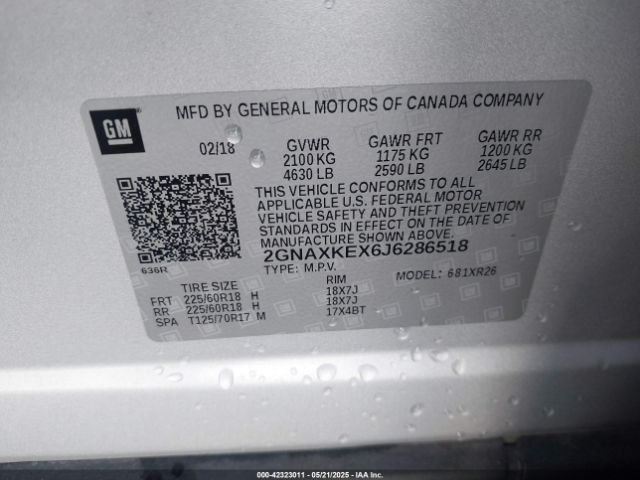 GM
MFD BY GENERAL MOTORS OF CANADA COMPANY
02/18 GVWR GAWR FRT GAWR RR
2100 KG 1175 KG 1200 KG
4630 LB 2590 LB 2645 LB
THIS VEHICLE CONFORMS TO ALL
APPLICABLE U.S. FEDERAL MOTOR
VEHICLE SAFETY AND THEFT PREVENTION
STANDARDS IN EFFECT ON THE DATE OF
MANUFACTURE SHOWN ABOVE.
2GNAXKEX6J6286518
636R
TYPE: M.P.V. MODEL: 681XR26
TIRE SIZE RIM
FRT 225/60R18 H 18X7J
RR 225/60R18 H 18X7J
SPA T125/70R17 M 17X4BT
000-42323011 - 05/21/2025 - IAA Inc.